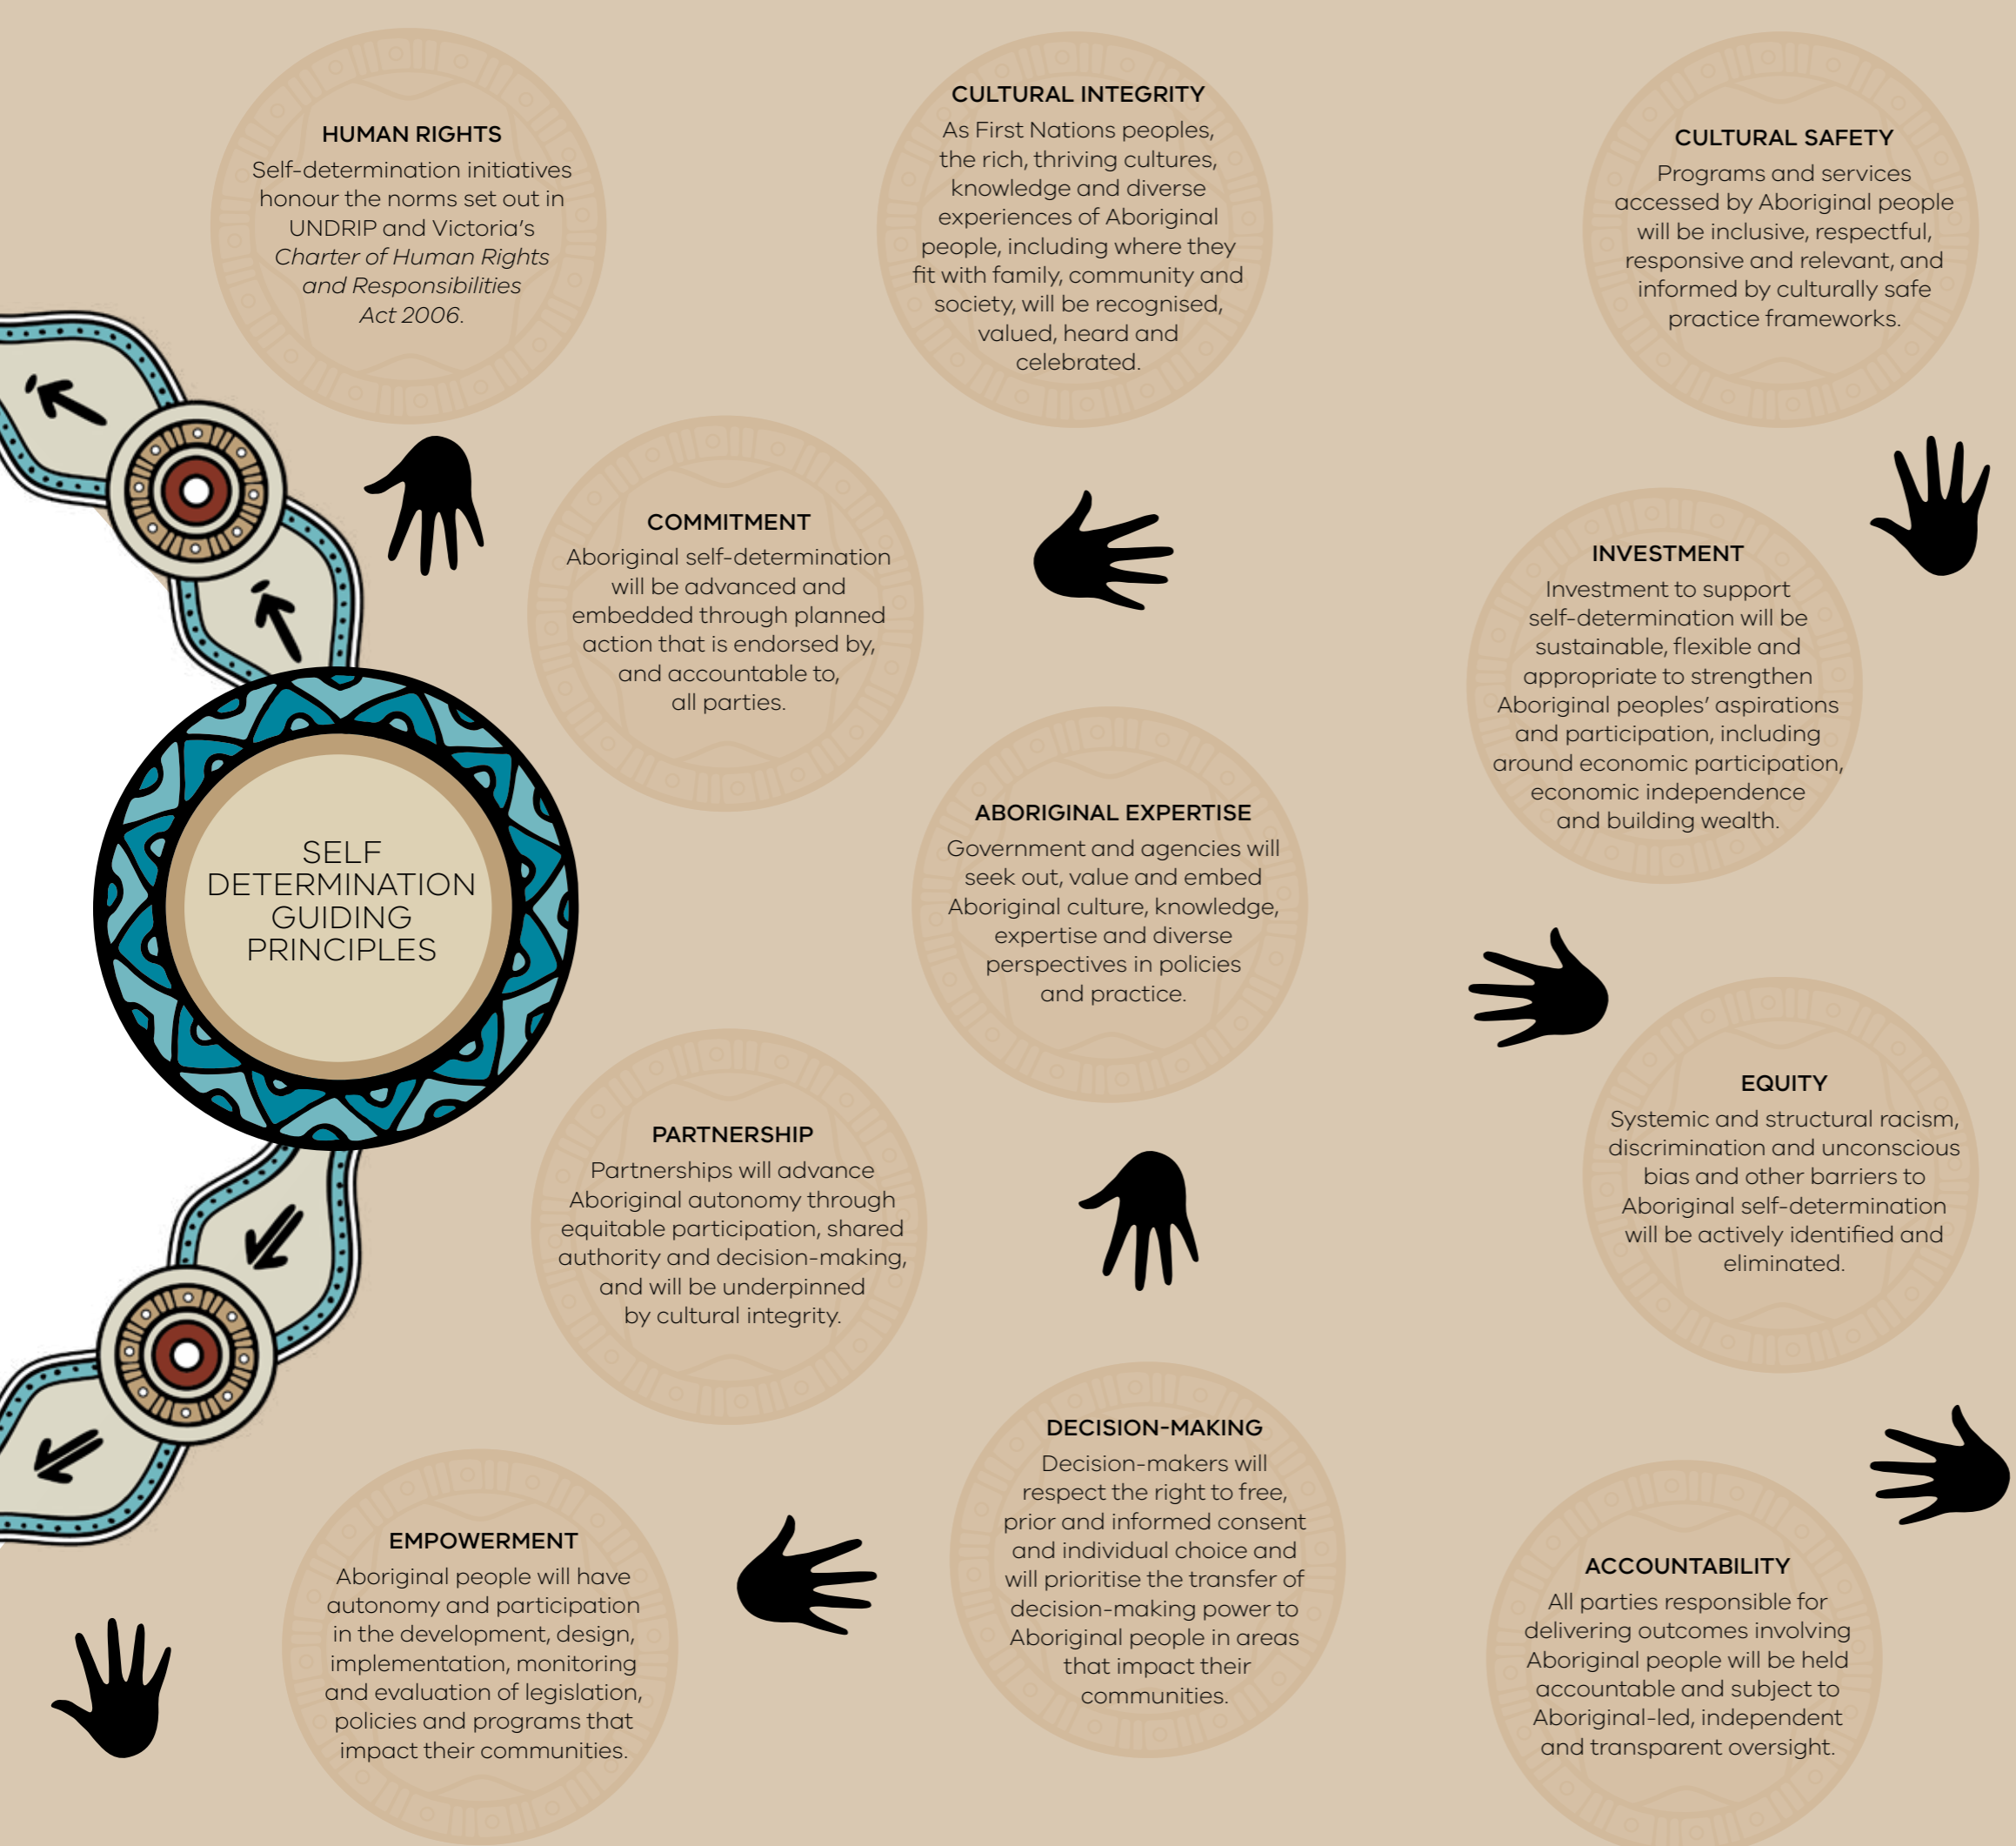 HUMAN RIGHTS
Self-determination initiatives
honour the norms set out in
UNDRIP and Victoria’s
Charter of Human Rights
and Responsibilities
Act 2006.
CULTURAL INTEGRITY
As First Nations peoples,
the rich, thriving cultures,
knowledge and diverse
experiences of Aboriginal
people, including where they
fit with family, community and
society, will be recognised,
valued, heard and
celebrated.
CULTURAL SAFETY
Programs and services
accessed by Aboriginal people
will be inclusive, respectful,
responsive and relevant, and
informed by culturally safe
practice frameworks.
COMMITMENT
Aboriginal self-determination
will be advanced and
embedded through planned
action that is endorsed by,
and accountable to,
all parties.
INVESTMENT
Investment to support
self-determination will be
sustainable, flexible and
appropriate to strengthen
Aboriginal peoples’ aspirations
and participation, including
around economic participation,
economic independence
and building wealth.
SELF
DETERMINATION
GUIDING
PRINCIPLES
ABORIGINAL EXPERTISE
Government and agencies will
seek out, value and embed
Aboriginal culture, knowledge,
expertise and diverse
perspectives in policies
and practice.
PARTNERSHIP
Partnerships will advance
Aboriginal autonomy through
equitable participation, shared
authority and decision-making,
and will be underpinned
by cultural integrity.
EQUITY
Systemic and structural racism,
discrimination and unconscious
bias and other barriers to
Aboriginal self-determination
will be actively identified and
eliminated.
EMPOWERMENT
Aboriginal people will have
autonomy and participation
in the development, design,
implementation, monitoring
and evaluation of legislation,
policies and programs that
impact their communities.
DECISION-MAKING
Decision-makers will
respect the right to free,
prior and informed consent
and individual choice and
will prioritise the transfer of
decision-making power to
Aboriginal people in areas
that impact their
communities.
ACCOUNTABILITY
All parties responsible for
delivering outcomes involving
Aboriginal people will be held
accountable and subject to
Aboriginal-led, independent
and transparent oversight.